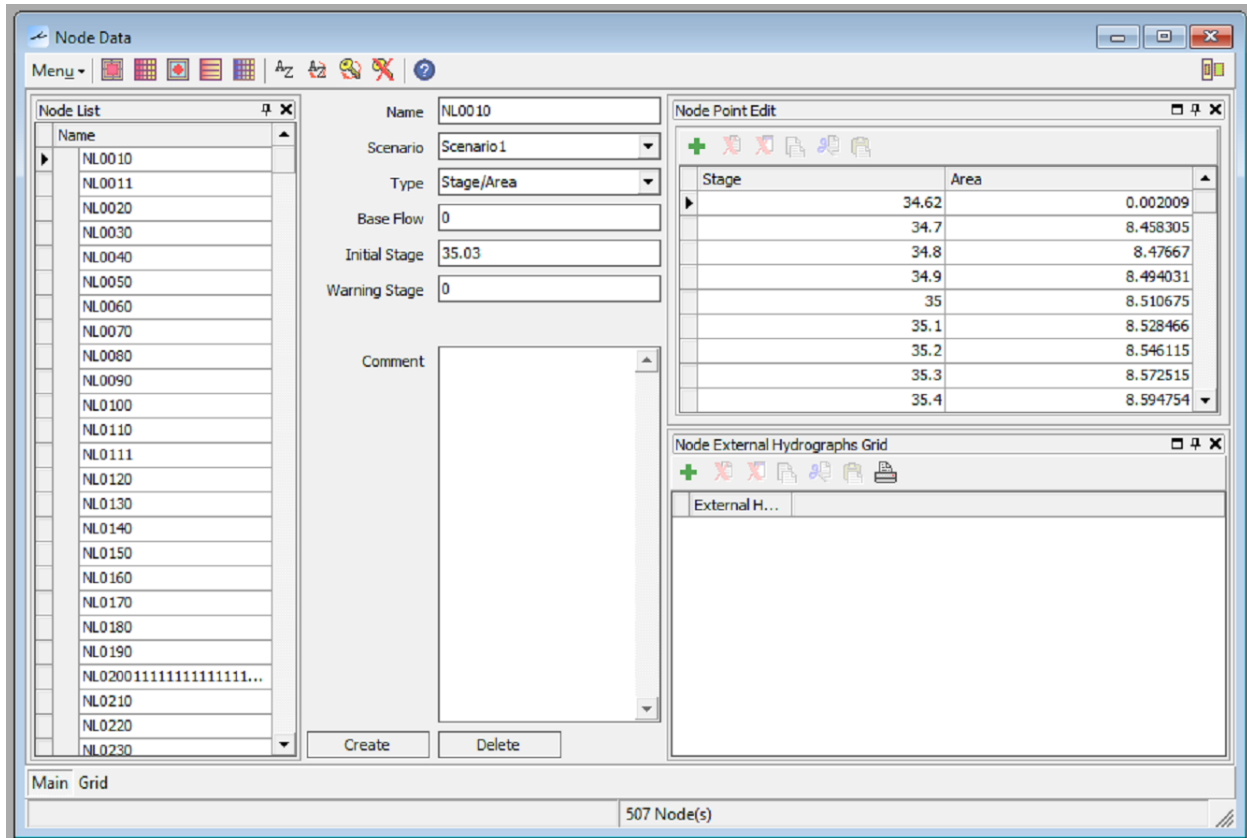 Node Data
Menu
Node List
Name
NL0010
NL0011
NL0020
NL0030
NL0040
NL0050
NL0060
NL0070
NL0080
NL0090
NL0100
NL0110
NL0111
NL0120
NL0130
NL0140
NL0150
NL0160
NL0170
NL0180
NL0190
NL020011111111111111...
NL0210
NL0220
NL0230
Name NL0010
Scenario Scenario1
Type Stage/Area
Base Flow 0
Initial Stage 35.03
Warning Stage 0
Comment
Create Delete
Node Point Edit
Stage Area
34.62 0.002009
34.7 8.458305
34.8 8.47667
34.9 8.494031
35 8.510675
35.1 8.528466
35.2 8.546115
35.3 8.572515
35.4 8.594754
Node External Hydrographs Grid
External H...
Main Grid
507 Node(s)